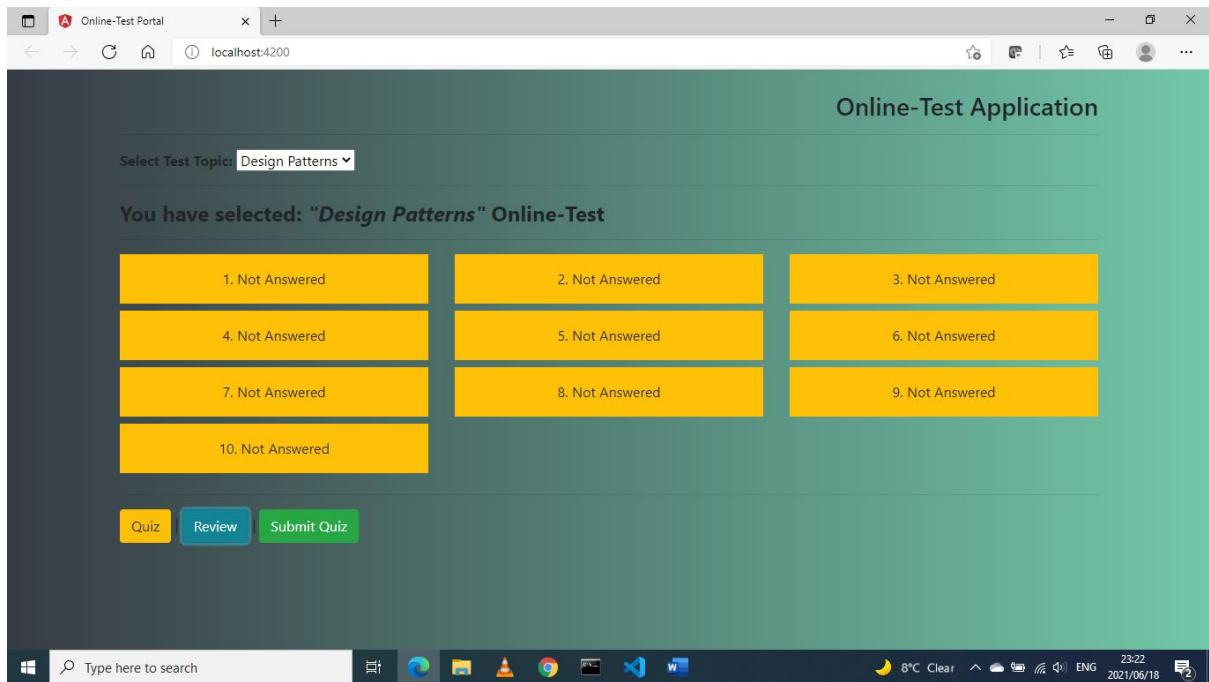 Online-Test Portal
localhost:4200
Online-Test Application
Select Test Topic: Design Patterns
You have selected: "Design Patterns" Online-Test
1. Not Answered 2. Not Answered 3. Not Answered
4. Not Answered 5. Not Answered 6. Not Answered
7. Not Answered 8. Not Answered 9. Not Answered
10. Not Answered
Quiz | Review | Submit Quiz
Type here to search 8°C Clear ENG 23:22
2021/06/18 2